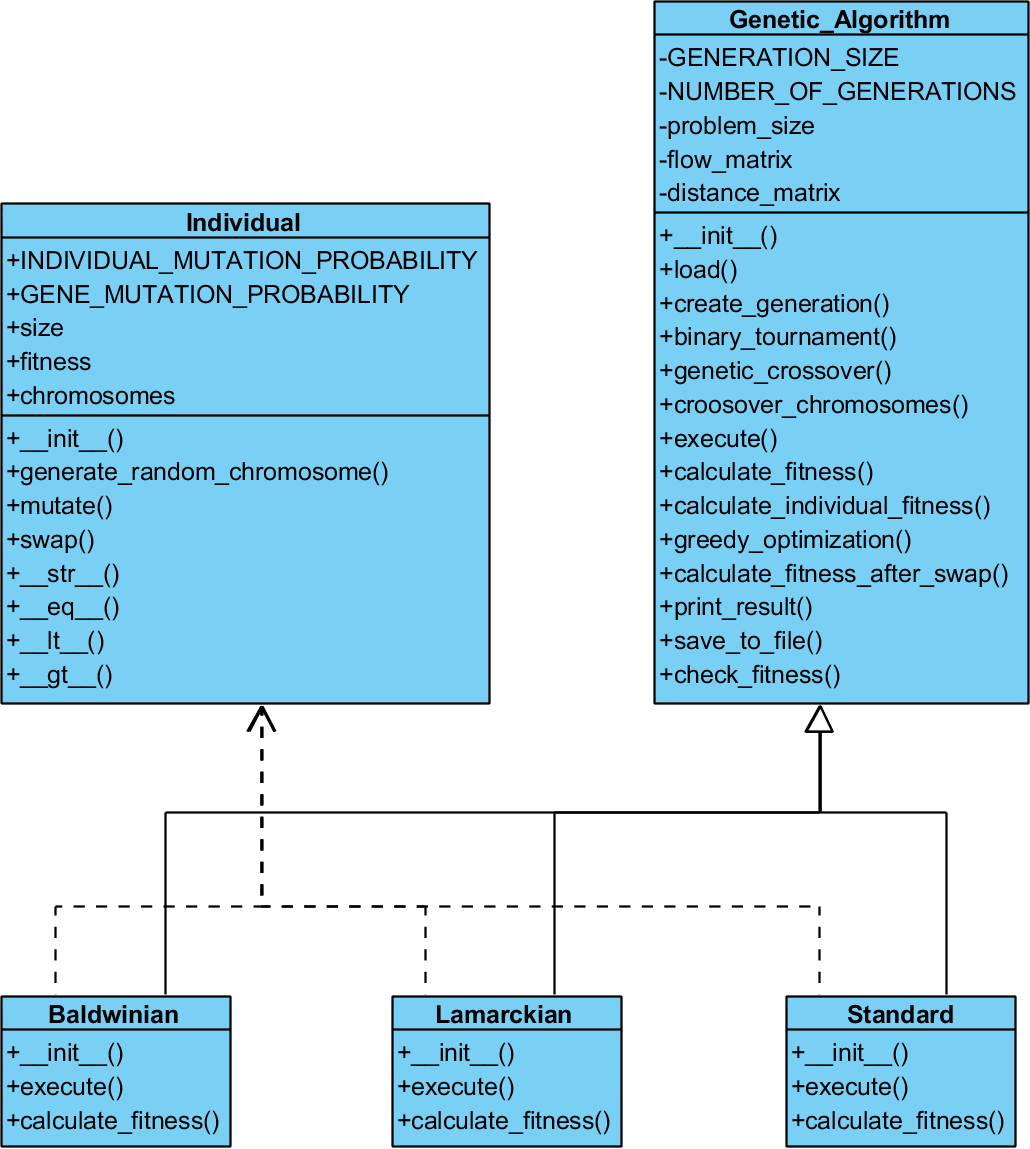 Genetic_Algorithm
-GENERATION_SIZE
-NUMBER_OF_GENERATIONS
-problem_size
-flow_matrix
-distance_matrix
+__init__()
+load()
+create_generation()
+binary_tournament()
+genetic_crossover()
+croosover_chromosomes()
+execute()
+calculate_fitness()
+calculate_individual_fitness()
+greedy_optimization()
+calculate_fitness_after_swap()
+print_result()
+save_to_file()
+check_fitness()
Individual
+INDIVIDUAL_MUTATION_PROBABILITY
+GENE_MUTATION_PROBABILITY
+size
+fitness
+chromosomes
+__init__()
+generate_random_chromosome()
+mutate()
+swap()
+__str__()
+__eq__()
+__lt__()
+__gt__()
Baldwinian
+__init__()
+execute()
+calculate_fitness()
Lamarckian
+__init__()
+execute()
+calculate_fitness()
Standard
+__init__()
+execute()
+calculate_fitness()